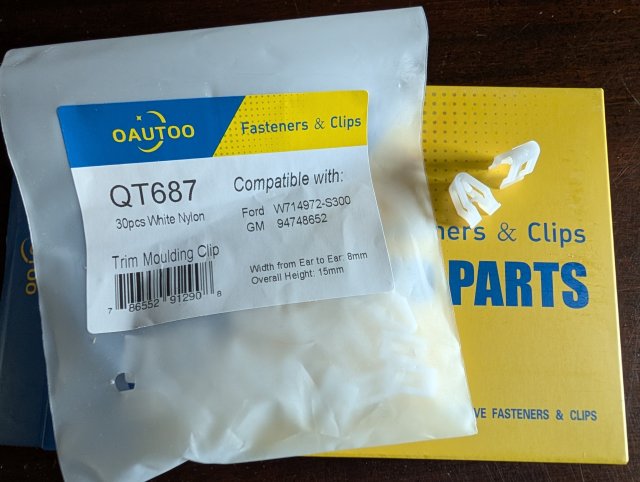 OAUTOO
Fasteners & Clips
QT687
30pcs White Nylon
Compatible with:
Ford W714972-S300
GM 94748652
Trim Moulding Clip
Width from Ear to Ear: 8mm
Overall Height: 15mm
7 86552 91290 8
ners & Clips
PARTS
VE FASTENERS & CLIPS